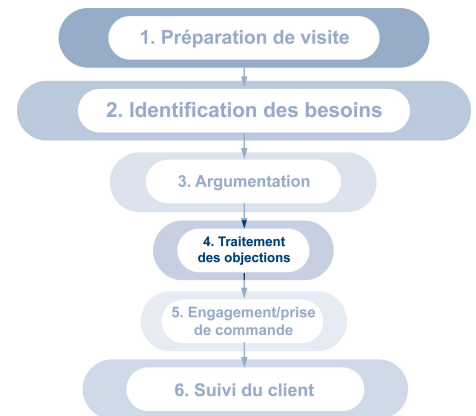 1. Préparation de visite
2. Identification des besoins
3. Argumentation
4. Traitement
des objections
5. Engagement/prise
de commande
6. Suivi du client